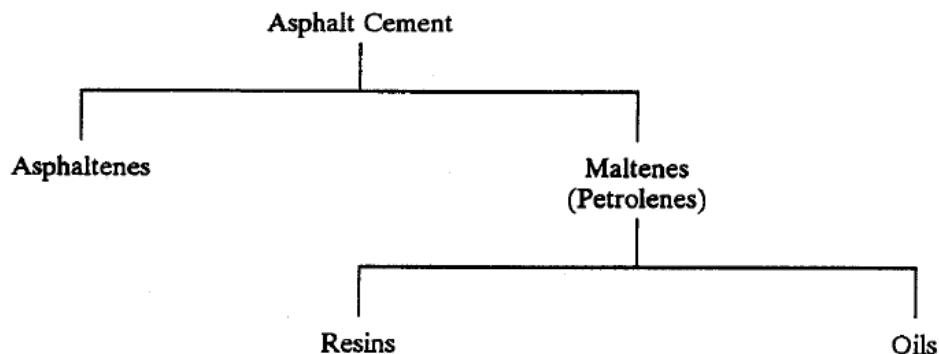 Asphalt Cement
Asphaltenes
Maltenes
(Petrolenes)
Resins
Oils